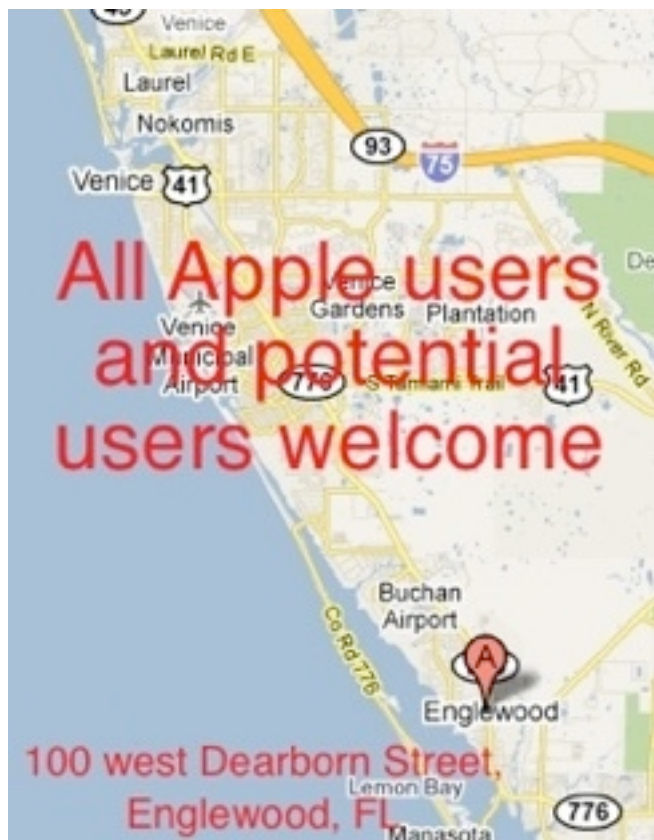 45
Venice
Laurel Rd E
Laurel
Nokomis
93
75
Venice 41
All Apple users
De
Venice
Gardens
Plantation
N River Rd
Venice
Municipal
Airport
and potential
776
S Tamiami Trail
41
users welcome
Buchan
Airport
Co Rd 776
A
Englewood
100 west Dearborn Street,
Lemon Bay
Englewood, FL
776
Manasota